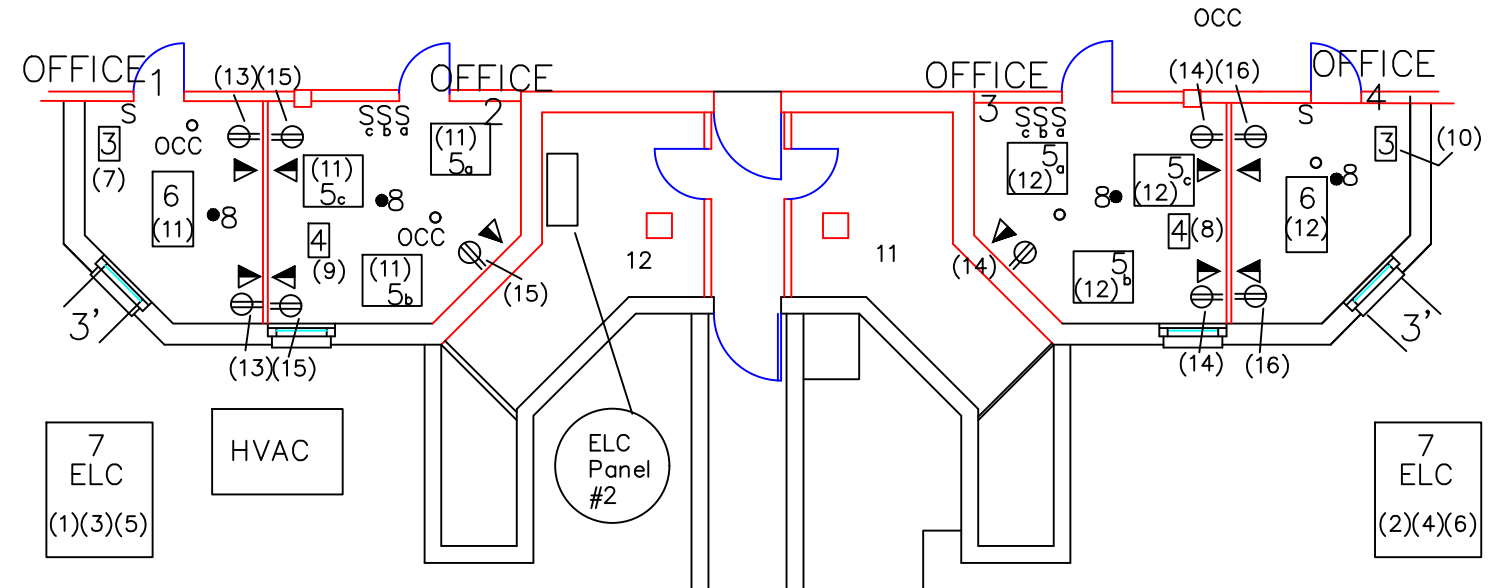 OCC
OFFICE 1
(13)(15)
OFFICE
2
OFFICE
3
(14)(16)
OFFICE
4
S
OCC
3
(7)
6
(11)
8
SSS
c b a
(11)
5c
(11)
5a
8
4
(9)
OCC
(11)
5b
(15)
3'
(13)(15)
12
11
SSS
c b a
5a
(12)
8
5c
(12)
4
(8)
(14)
5b
(12)
S
3
(10)
8
6
(12)
3'
(14)
(16)
7
ELC
(1)(3)(5)
HVAC
ELC
Panel
#2
7
ELC
(2)(4)(6)